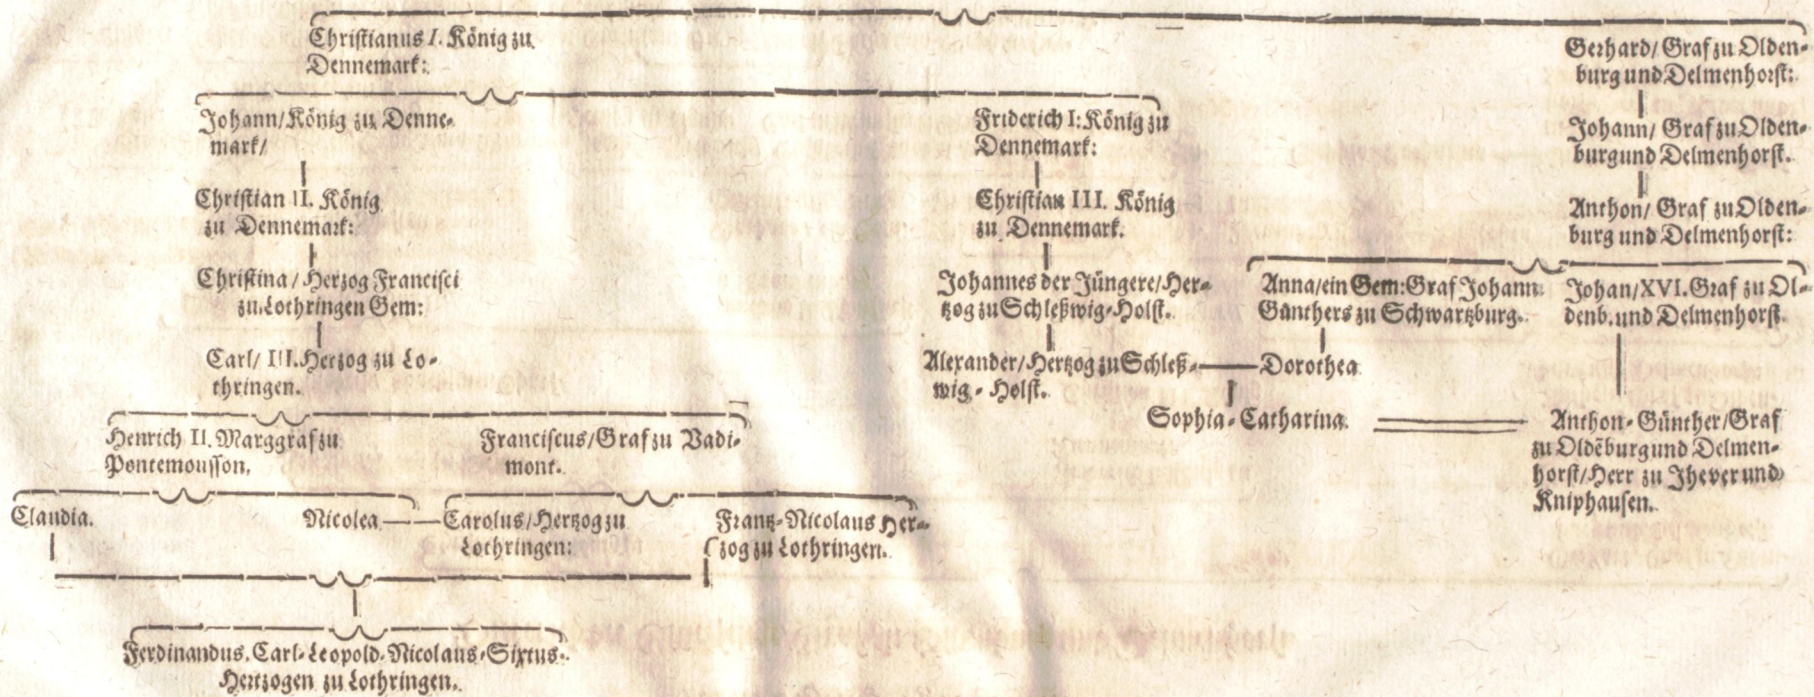 Christianus I. König zu
Dennemark:
Gerhard/ Graf zu Olden-
burg und Delmenhorst:
Johann/ König zu Denne-
mark/
Friderich I: König zu
Dennemark:
Johann/ Graf zu Olden-
burg und Delmenhorst.
Christian II. König
zu Dennemark:
Christian III. König
zu Dennemark.
Anthon/ Graf zu Olden-
burg und Delmenhorst:
Christina/ Herzog Francisci
zu Lothringen Gem:
Johannes der Jüngere/ Her-
tzog zu Schleßwig-Holst.
Anna/ ein Gem: Graf Johann
Günthers zu Schwartzburg.
Johan/ XVI. Graf zu Ol-
denb. und Delmenhorst.
Carl/ III. Herzog zu Lo-
thringen.
Alexander/ Hertzog zu Schleß-
wig-Holst.
Dorothea
Sophia-Catharina.
Anthon-Günther/ Graf
zu Oldēburg und Delmen-
horst/ Herr zu Jhever und
Kniphausen.
Henrich II. Marggraf zu
Pontemousson,
Franciscus/ Graf zu Vadi-
mont.
Claudia.
Nicolea
Carolus/ Hertzog zu
Lothringen:
Frantz-Nicolaus Her-
zog zu Lothringen.
Ferdinandus. Carl-Leopold-Nicolaus-Sixtus.
Hertzogen zu Lothringen.